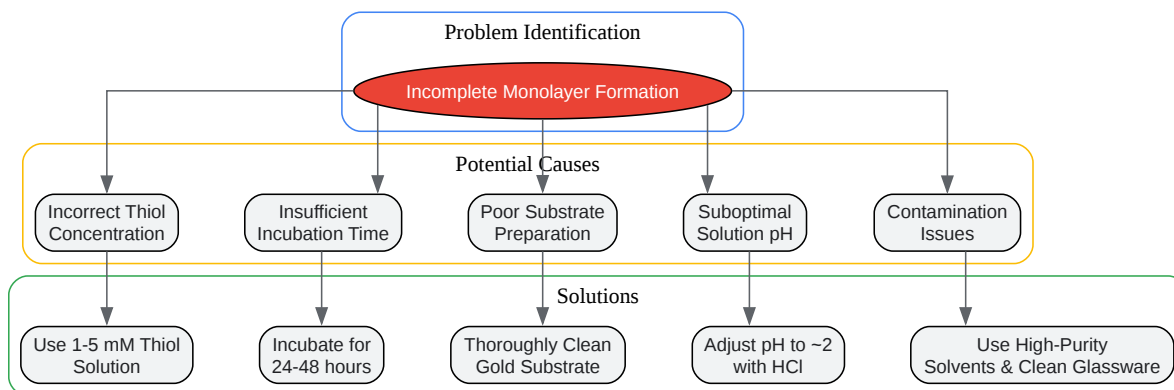 Problem Identification
Incomplete Monolayer Formation
Potential Causes
Incorrect Thiol
Concentration
Insufficient
Incubation Time
Poor Substrate
Preparation
Suboptimal
Solution pH
Contamination
Issues
Solutions
Use 1-5 mM Thiol
Solution
Incubate for
24-48 hours
Thoroughly Clean
Gold Substrate
Adjust pH to ~2
with HCl
Use High-Purity
Solvents & Clean Glassware